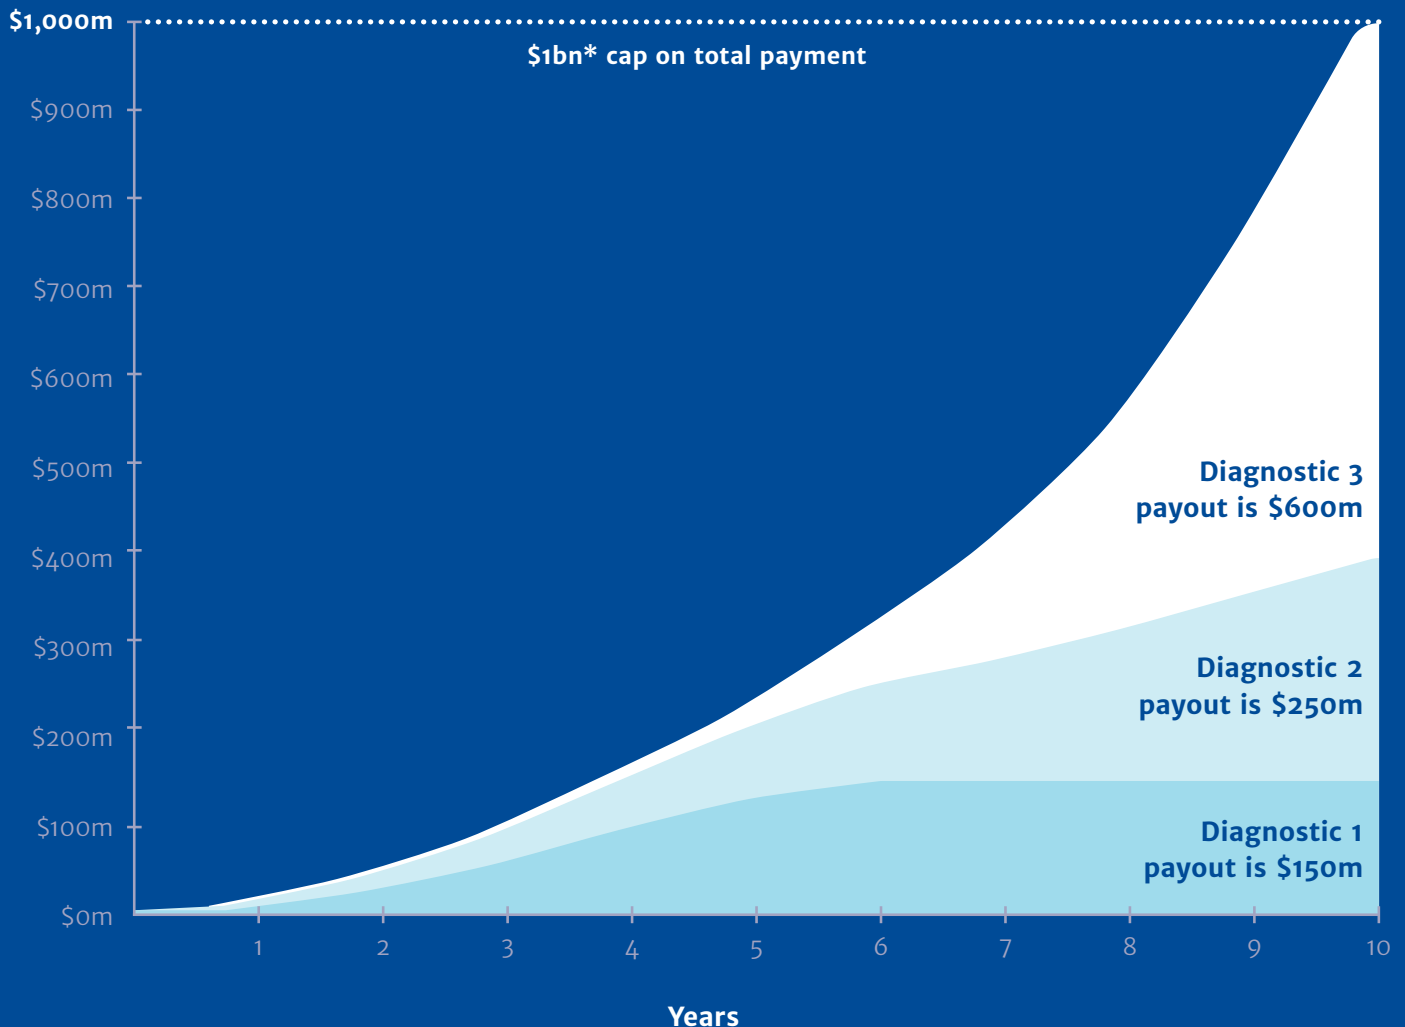 $1,000m
$1bn* cap on total payment
$900m
$800m
$700m
$600m
$500m
Diagnostic 3
payout is $600m
$400m
$300m
Diagnostic 2
payout is $250m
$200m
$100m
Diagnostic 1
payout is $150m
$0m
1 2 3 4 5 6 7 8 9 10
Years